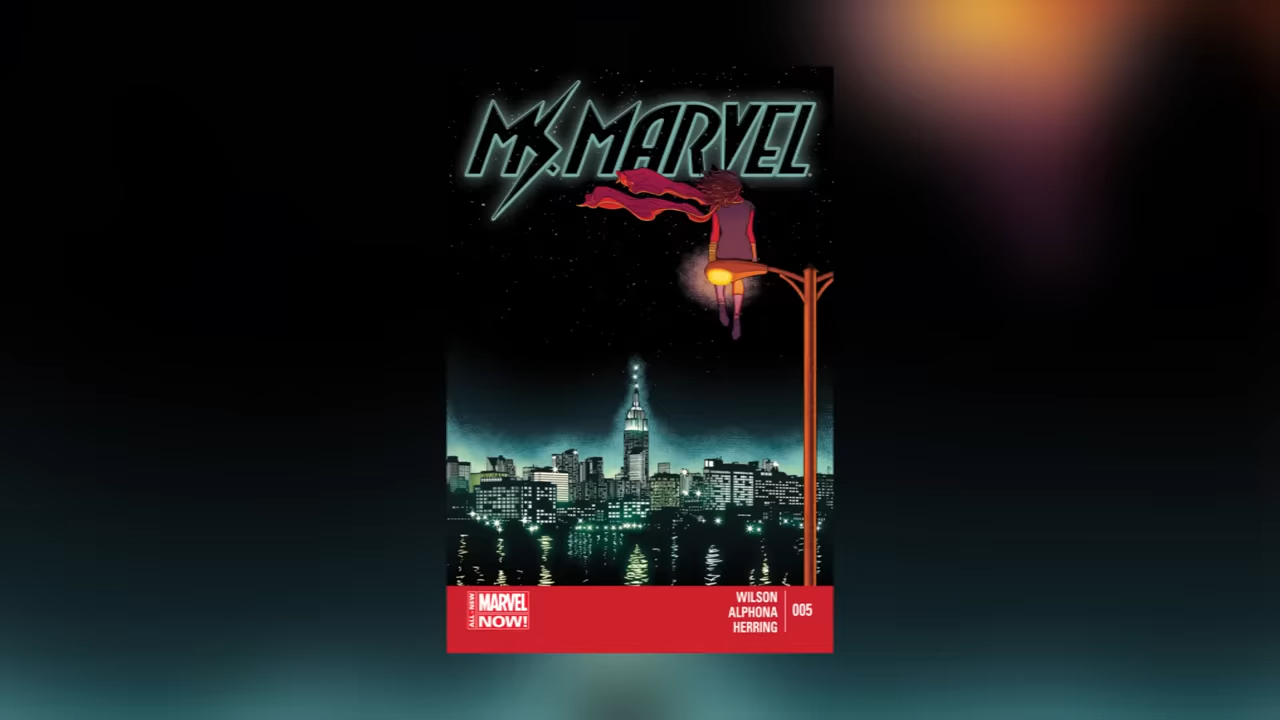 MS. MARVEL
ALL-NEW
MARVEL
NOW!
WILSON
ALPHONA
HERRING
005